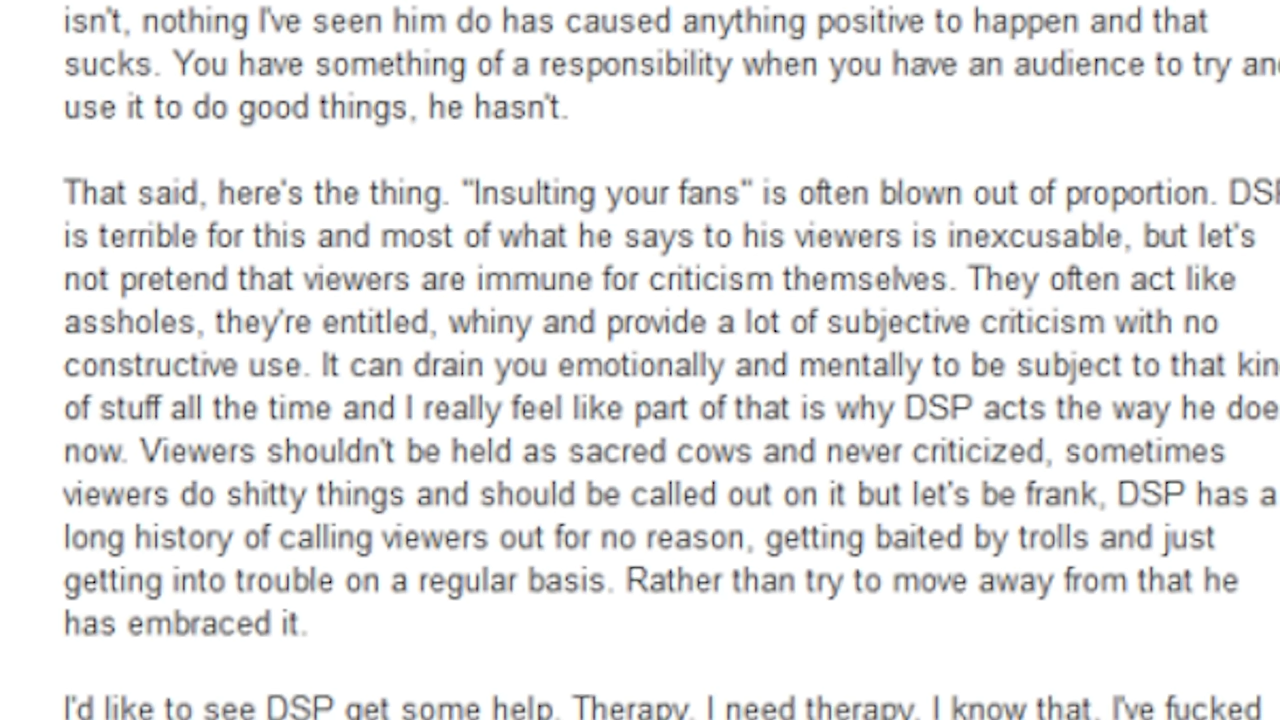 isn't, nothing I've seen him do has caused anything positive to happen and that
sucks. You have something of a responsibility when you have an audience to try and
use it to do good things, he hasn't.
That said, here's the thing. "Insulting your fans" is often blown out of proportion. DSP
is terrible for this and most of what he says to his viewers is inexcusable, but let's
not pretend that viewers are immune for criticism themselves. They often act like
assholes, they're entitled, whiny and provide a lot of subjective criticism with no
constructive use. It can drain you emotionally and mentally to be subject to that kin
of stuff all the time and I really feel like part of that is why DSP acts the way he doe
now. Viewers shouldn't be held as sacred cows and never criticized, sometimes
viewers do shitty things and should be called out on it but let's be frank, DSP has a
long history of calling viewers out for no reason, getting baited by trolls and just
getting into trouble on a regular basis. Rather than try to move away from that he
has embraced it.
I'd like to see DSP get some help. Therapy. I need therapy, I know that. I've fucked